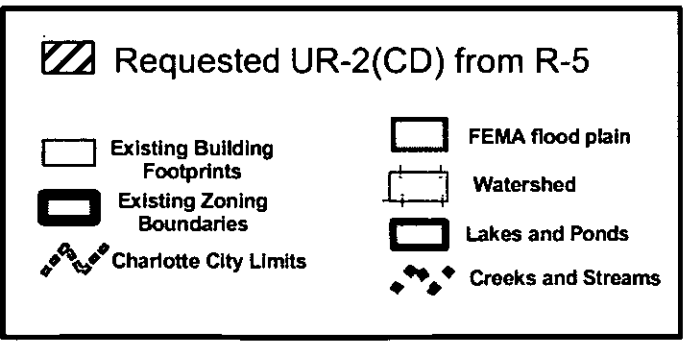 Requested UR-2(CD) from R-5
Existing Building
Footprints
Existing Zoning
Boundaries
Charlotte City Limits
FEMA flood plain
Watershed
Lakes and Ponds
Creeks and Streams